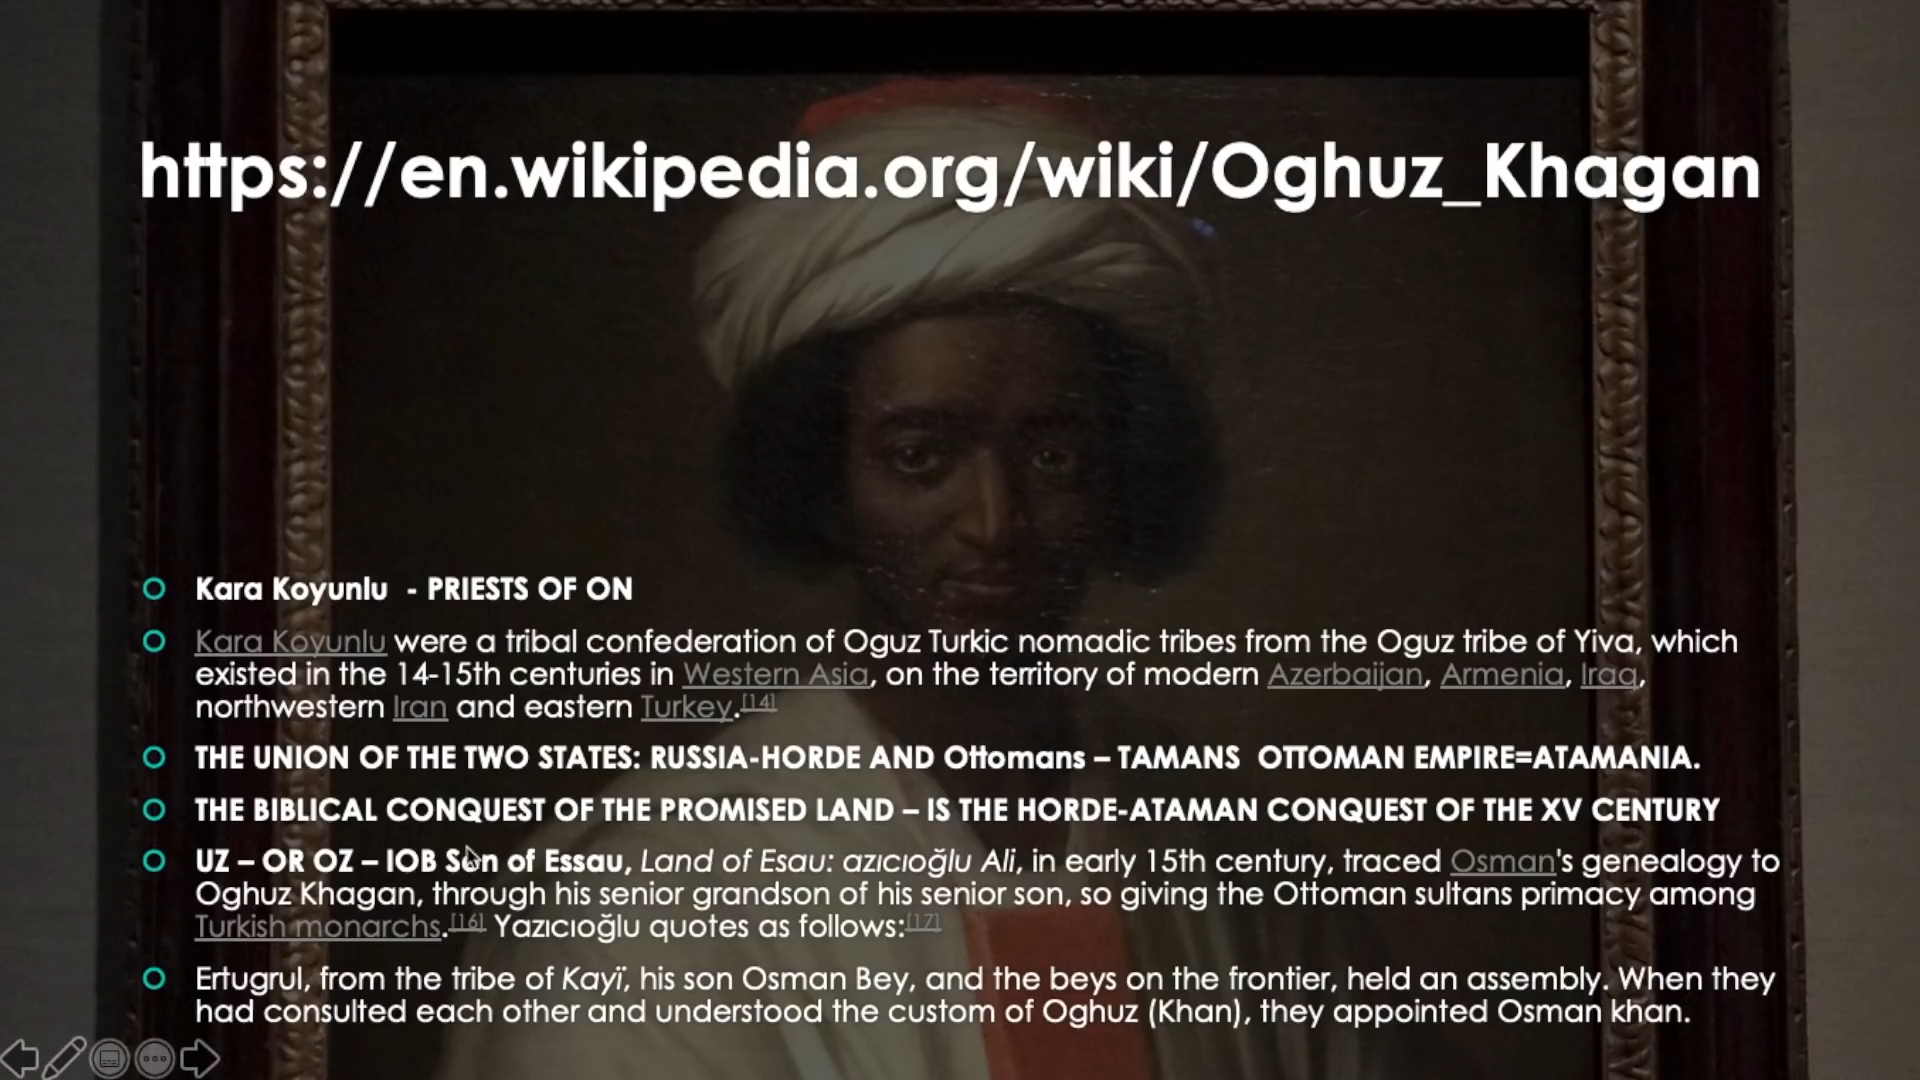 https://en.wikipedia.org/wiki/Oghuz_Khagan
Kara Koyunlu - PRIESTS OF ON
Kara Koyunlu were a tribal confederation of Oguz Turkic nomadic tribes from the Oguz tribe of Yiva, which
existed in the 14-15th centuries in Western Asia, on the territory of modern Azerbaijan, Armenia, Iraq,
northwestern Iran and eastern Turkey.[14]
THE UNION OF THE TWO STATES: RUSSIA-HORDE AND Ottomans – TAMANS OTTOMAN EMPIRE=ATAMANIA.
THE BIBLICAL CONQUEST OF THE PROMISED LAND – IS THE HORDE-ATAMAN CONQUEST OF THE XV CENTURY
UZ – OR OZ – IOB Son of Essau, Land of Esau: azıcıoğlu Ali, in early 15th century, traced Osman's genealogy to
Oghuz Khagan, through his senior grandson of his senior son, so giving the Ottoman sultans primacy among
Turkish monarchs.[16] Yazıcıoğlu quotes as follows:[17]
Ertugrul, from the tribe of Kayï, his son Osman Bey, and the beys on the frontier, held an assembly. When they
had consulted each other and understood the custom of Oghuz (Khan), they appointed Osman khan.